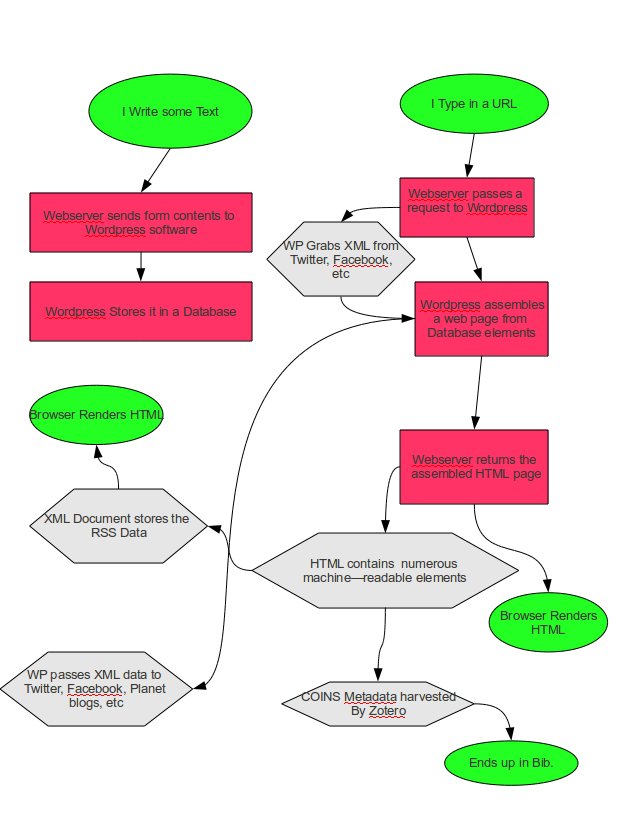 I Write some Text
I Type in a URL
Webserver sends form contents to
Wordpress software
Webserver passes a
request to Wordpress
WP Grabs XML from
Twitter, Facebook,
etc
Wordpress Stores it in a Database
Wordpress assembles
a web page from
Database elements
Browser Renders HTML
Webserver returns the
assembled HTML page
XML Document stores the
RSS Data
HTML contains  numerous
machine—readable elements
Browser Renders
HTML
WP passes XML data to
Twitter, Facebook, Planet
blogs, etc
COINS Metadata harvested
By Zotero
Ends up in Bib.